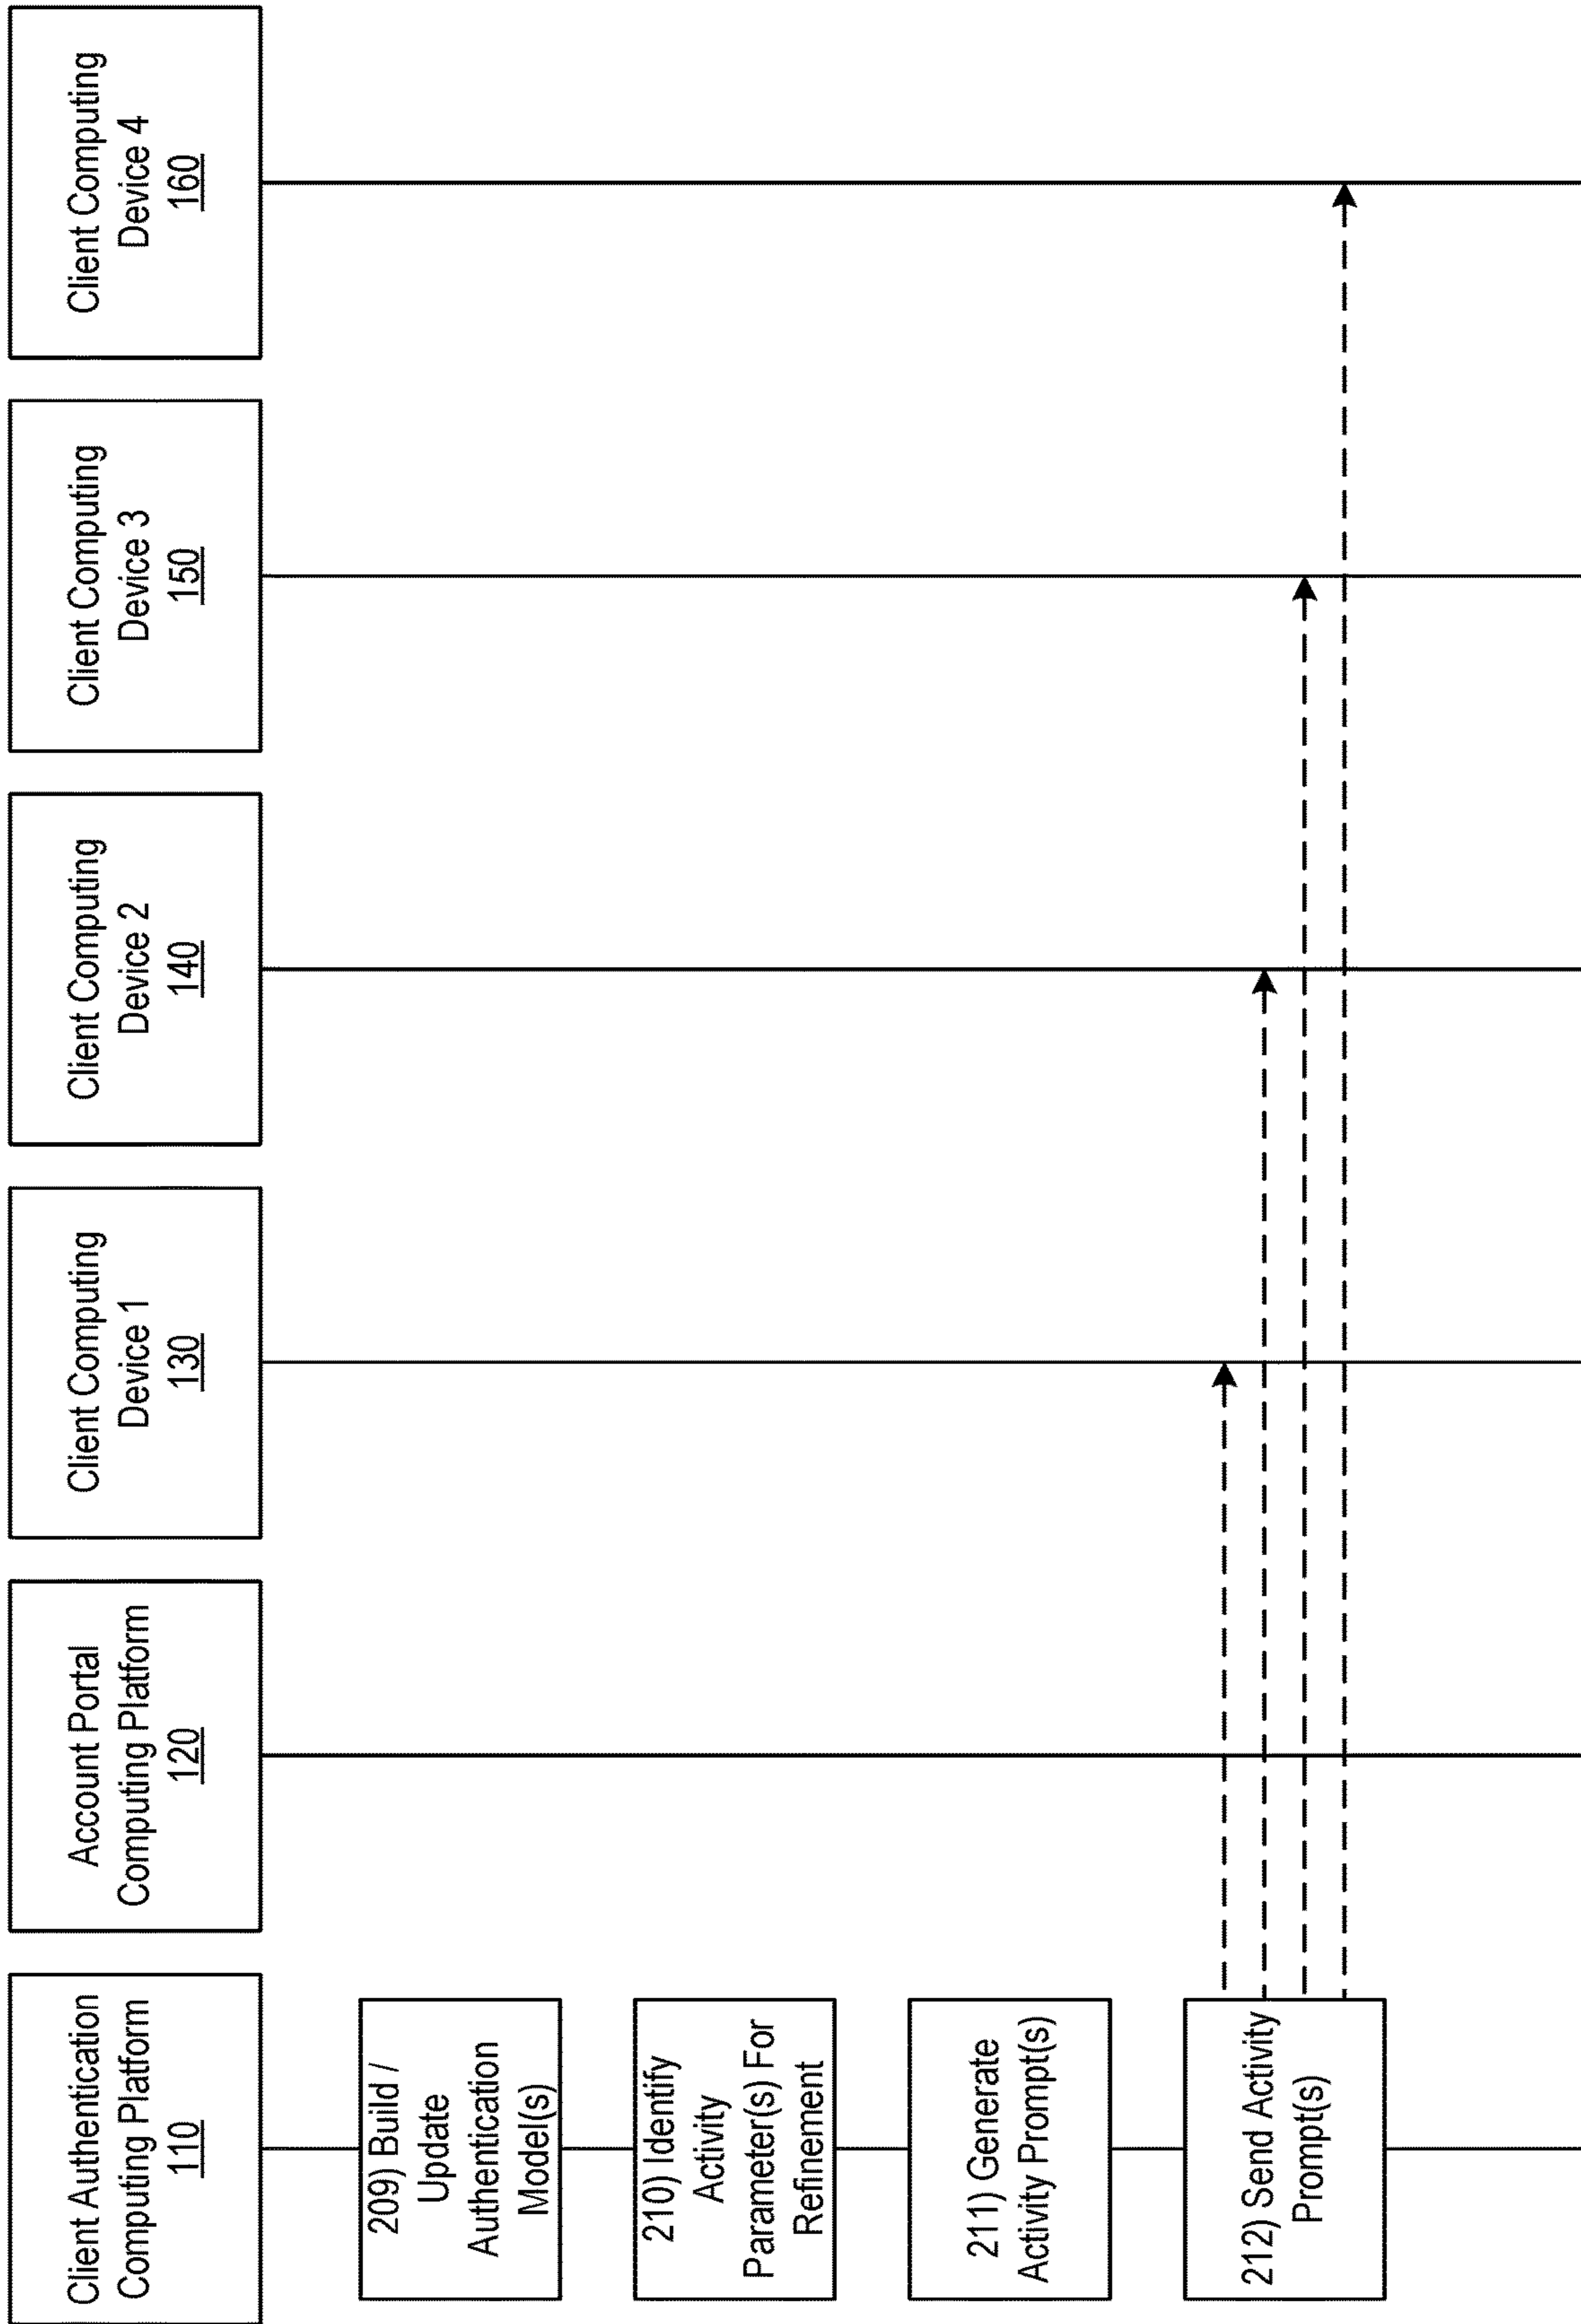 Client Authentication
Computing Platform
110
Account Portal
Computing Platform
120
Client Computing
Device 1
130
Client Computing
Device 2
140
Client Computing
Device 3
150
Client Computing
Device 4
160
209) Build /
Update
Authentication
Model(s)
210) Identify
Activity
Parameter(s) For
Refinement
211) Generate
Activity Prompt(s)
212) Send Activity
Prompt(s)